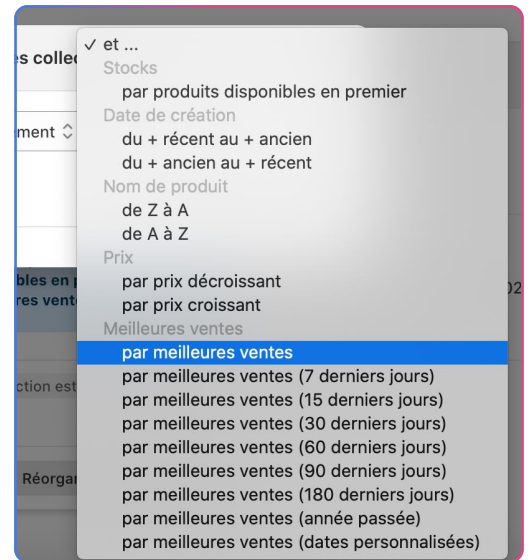 ✓ et ...
Stocks
par produits disponibles en premier
Date de création
du + récent au + ancien
du + ancien au + récent
Nom de produit
de Z à A
de A à Z
Prix
par prix décroissant
par prix croissant
Meilleures ventes
par meilleures ventes
par meilleures ventes (7 derniers jours)
par meilleures ventes (15 derniers jours)
par meilleures ventes (30 derniers jours)
par meilleures ventes (60 derniers jours)
par meilleures ventes (90 derniers jours)
par meilleures ventes (180 derniers jours)
par meilleures ventes (année passée)
par meilleures ventes (dates personnalisées)